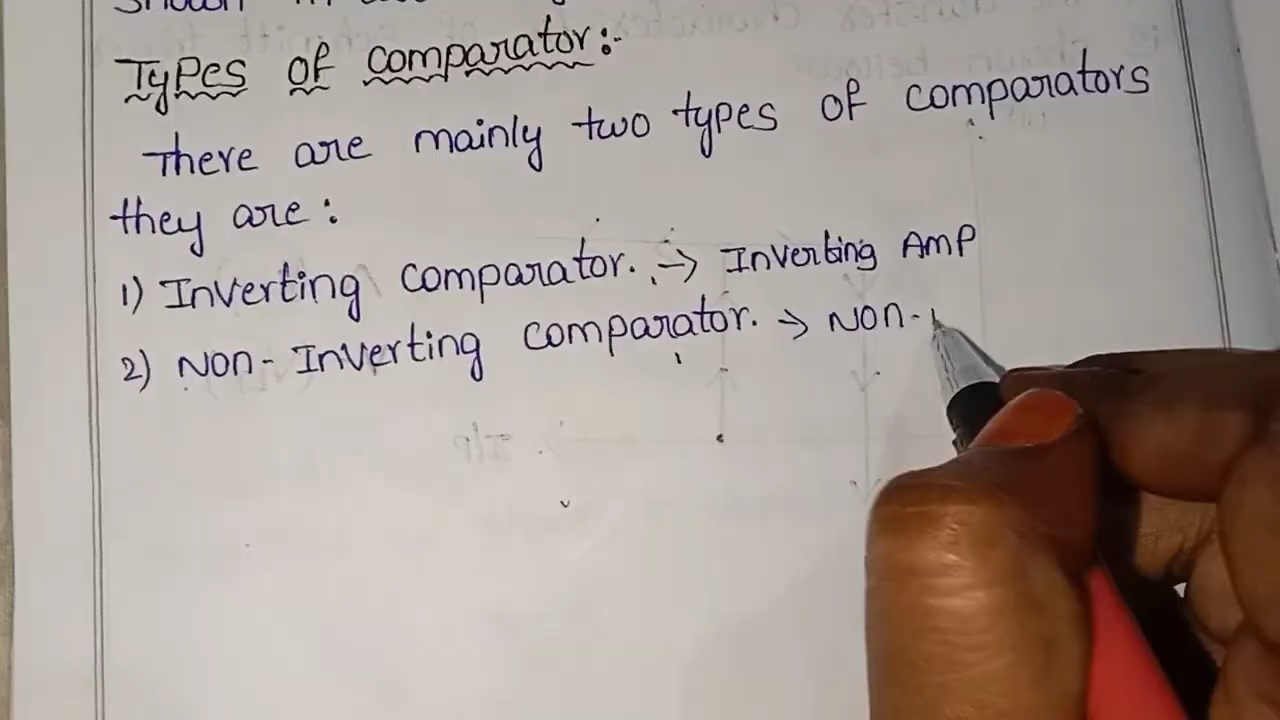 Types of comparator:-
There are mainly two types of comparators
they are:
1) Inverting comparator. → Inverting AMP
2) Non-Inverting comparator. → Non-